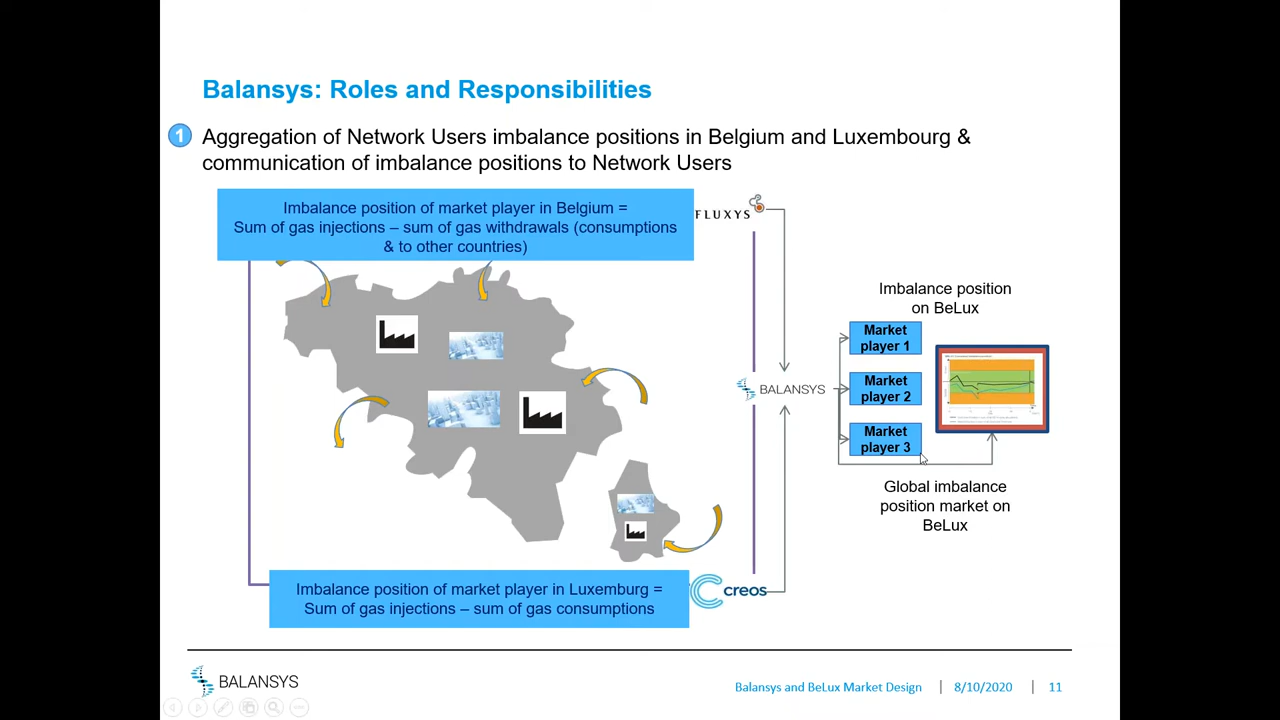 Balansys: Roles and Responsibilities
1
Aggregation of Network Users imbalance positions in Belgium and Luxembourg &
communication of imbalance positions to Network Users
Imbalance position of market player in Belgium =
Sum of gas injections – sum of gas withdrawals (consumptions
& to other countries)
FLUXYS
Imbalance position
on BeLux
Market
player 1
BALANSYS
Market
player 2
Market
player 3
Global imbalance
position market on
BeLux
Imbalance position of market player in Luxemburg =
Sum of gas injections – sum of gas consumptions
creos
BALANSYS
Balansys and BeLux Market Design
8/10/2020
11